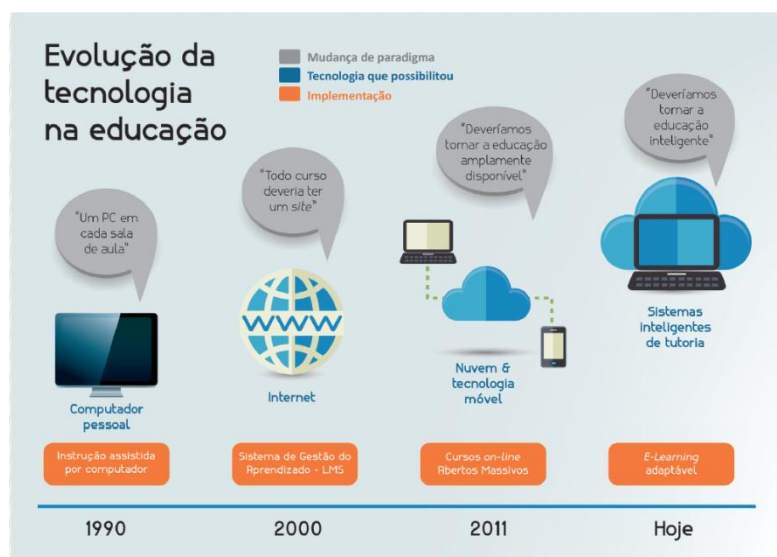 Evolução da
tecnologia
na educação
Mudança de paradigma
Tecnologia que possibilitou
Implementação
"Um PC em
cada sala
de aula"
Computador
pessoal
Instrução assistida
por computador
1990
"Todo curso
deveria ter
um site"
WWW
Internet
Sistema de Gestão do
Aprendizado - LMS
2000
"Deveríamos
tornar a educação
amplamente
disponível"
Nuvem &
tecnologia
móvel
Cursos on-line
Abertos Massivos
2011
"Deveríamos
tornar a
educação
inteligente"
Sistemas
inteligentes
de tutoria
E-Learning
adaptável
Hoje